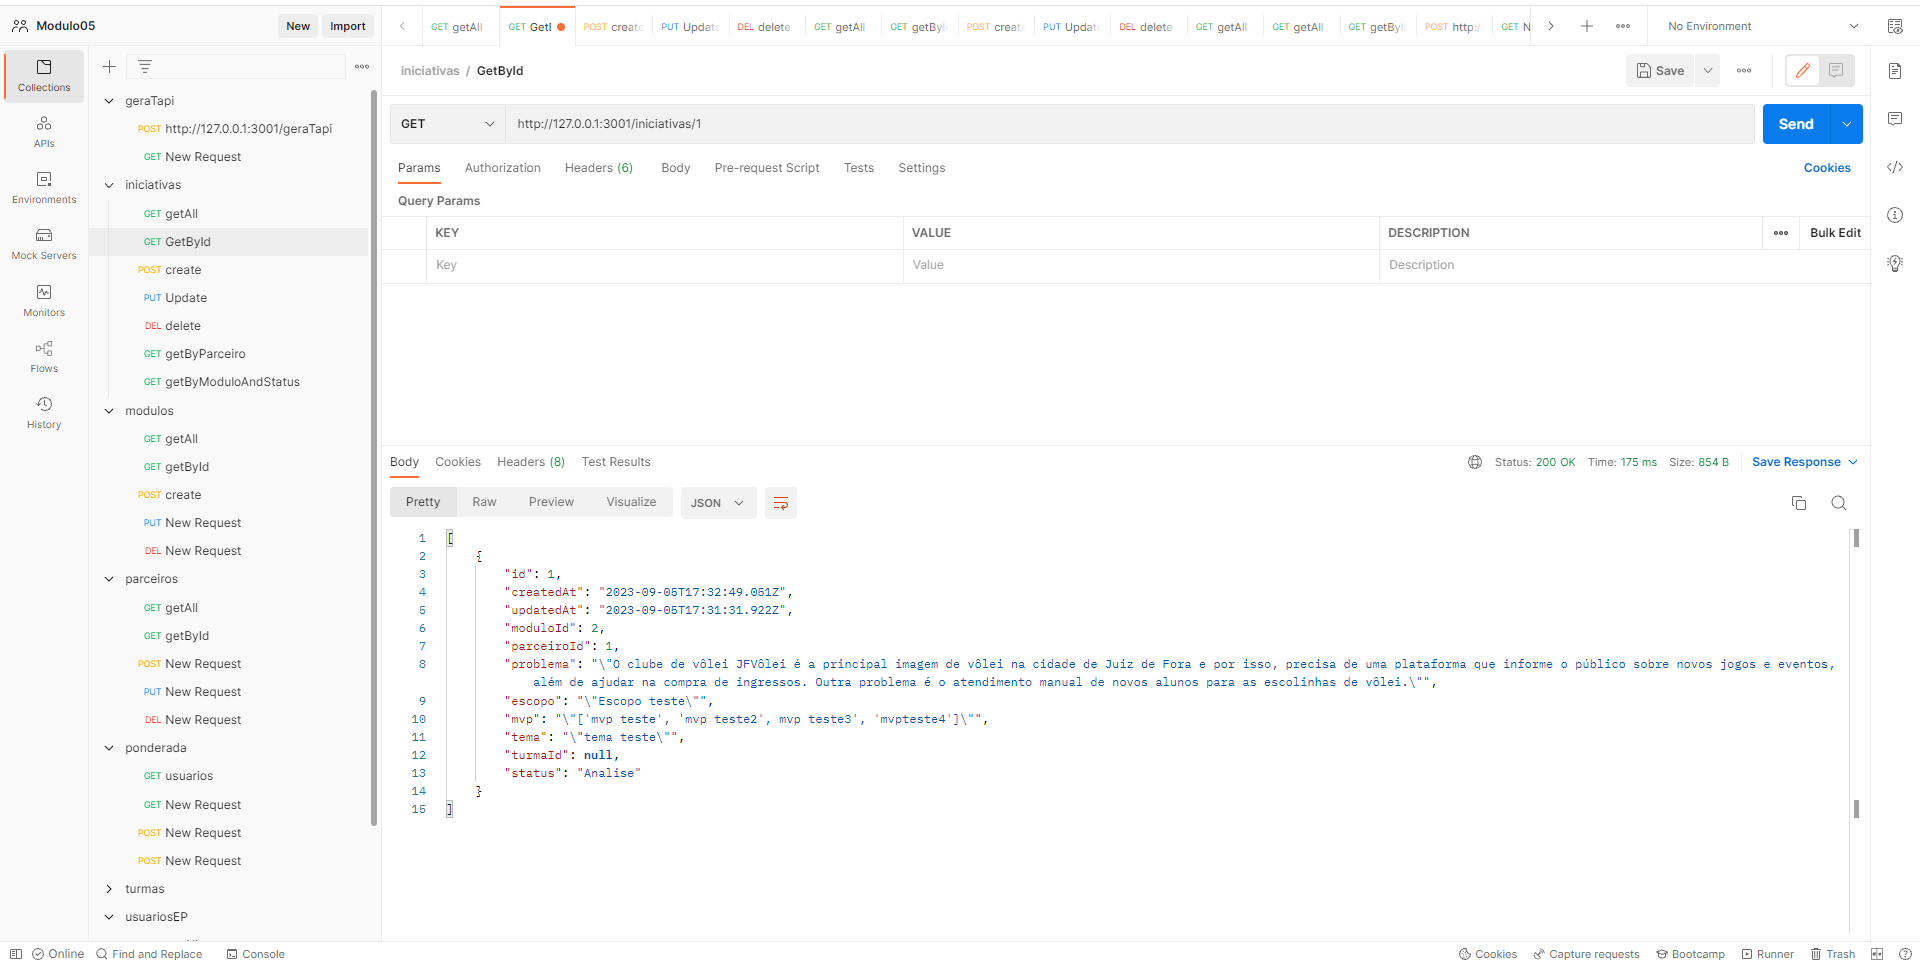 Modulo05
New
Import
GET getAll
GET GetI
POST create
PUT Update
DEL delete
GET getAll
GET getByI
POST creat
PUT Updat
DEL delete
GET getAll
GET getAll
GET getByI
POST http:/
GET N
No Environment
Collections
APIs
Environments
Mock Servers
Monitors
Flows
History
geraTapi
POST http://127.0.0.1:3001/geraTapi
GET New Request
iniciativas
GET getAll
GET GetById
POST create
PUT Update
DEL delete
GET getByParceiro
GET getByModuloAndStatus
modulos
GET getAll
GET getById
POST create
PUT New Request
DEL New Request
parceiros
GET getAll
GET getById
POST New Request
PUT New Request
DEL New Request
ponderada
GET usuarios
GET New Request
POST New Request
POST New Request
turmas
usuariosEP
iniciativas / GetById
Save
GET
http://127.0.0.1:3001/iniciativas/1
Send
Params Authorization Headers (6) Body Pre-request Script Tests Settings
Cookies
Query Params
KEY VALUE DESCRIPTION Bulk Edit
Key Value Description
Body Cookies Headers (8) Test Results
Status: 200 OK Time: 175 ms Size: 854 B Save Response
Pretty Raw Preview Visualize JSON
1 [
2 {
3 "id": 1,
4 "createdAt": "2023-09-05T17:32:49.051Z",
5 "updatedAt": "2023-09-05T17:31:31.922Z",
6 "moduloId": 2,
7 "parceiroId": 1,
8 "problema": "\"O clube de vôlei JFVôlei é a principal imagem de vôlei na cidade de Juiz de Fora e por isso, precisa de uma plataforma que informe o público sobre novos jogos e eventos,
além de ajudar na compra de ingressos. Outra problema é o atendimento manual de novos alunos para as escolinhas de vôlei.\"",
9 "escopo": "\"Escopo teste\"",
10 "mvp": "\"['mvp teste', 'mvp teste2', mvp teste3', 'mvpteste4']\"",
11 "tema": "\"tema teste\"",
12 "turmaId": null,
13 "status": "Analise"
14 }
15 ]
Online
Find and Replace
Console
Cookies
Capture requests
Bootcamp
Runner
Trash